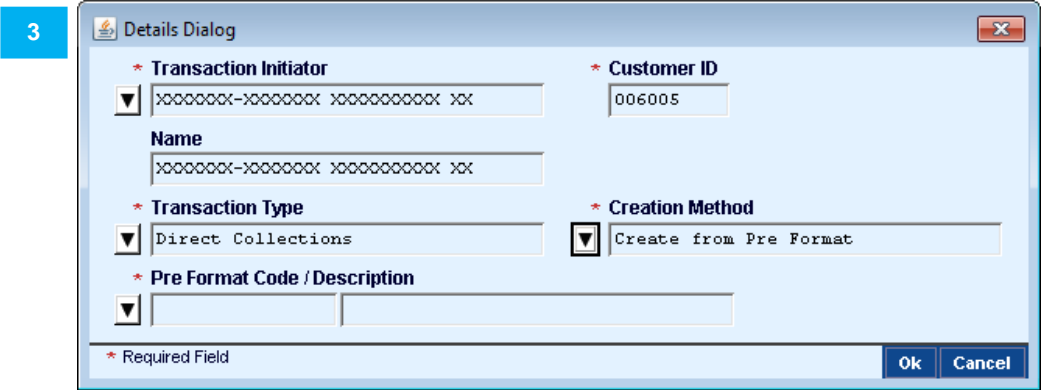 3
Details Dialog
* Transaction Initiator * Customer ID
XXXXXXX-XXXXXXX XXXXXXXXXX XX 006005
Name
XXXXXXX-XXXXXXX XXXXXXXXXX XX
* Transaction Type * Creation Method
Direct Collections Create from Pre Format
* Pre Format Code / Description
* Required Field Ok Cancel